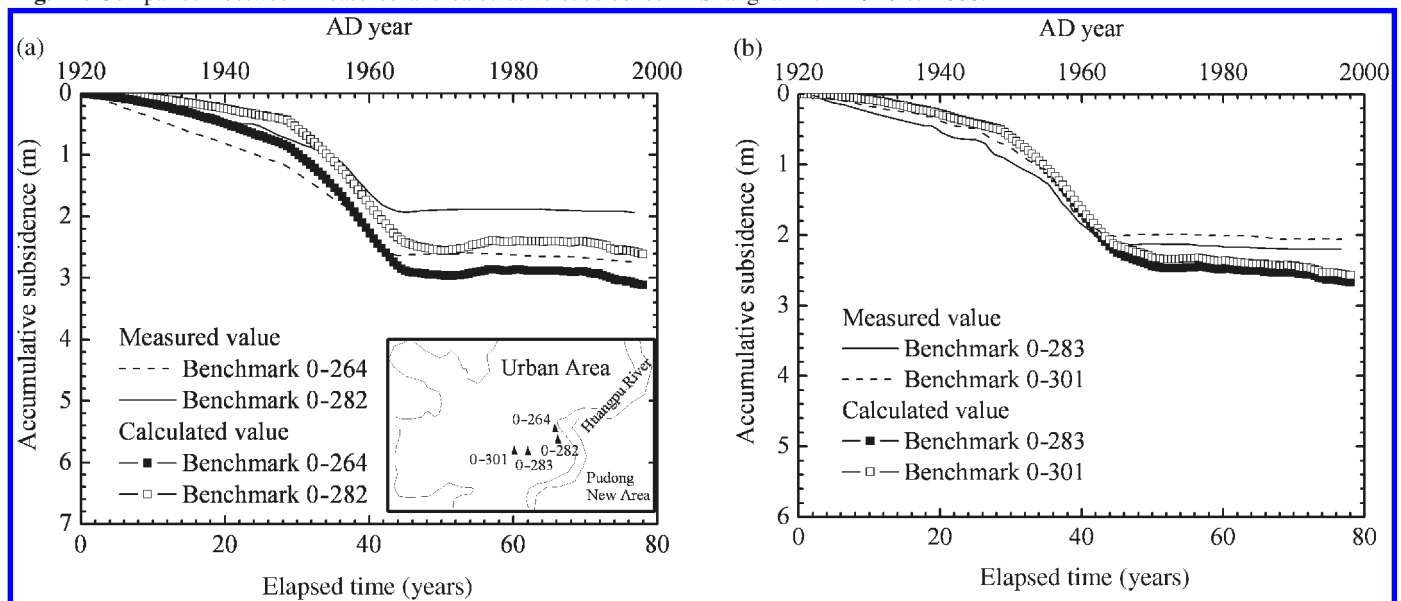 (a)
AD year
1920 1940 1960 1980 2000
0
1
2
3
4
5
6
7
Accumulative subsidence (m)
Measured value
Benchmark 0-264
Benchmark 0-282
Calculated value
Benchmark 0-264
Benchmark 0-282
Urban Area
Huangpu River
0-264
0-282
0-301
0-283
Pudong
New Area
0 20 40 60 80
Elapsed time (years)
(b)
AD year
1920 1940 1960 1980 2000
0
1
2
3
4
5
6
Accumulative subsidence (m)
Measured value
Benchmark 0-283
Benchmark 0-301
Calculated value
Benchmark 0-283
Benchmark 0-301
0 20 40 60 80
Elapsed time (years)